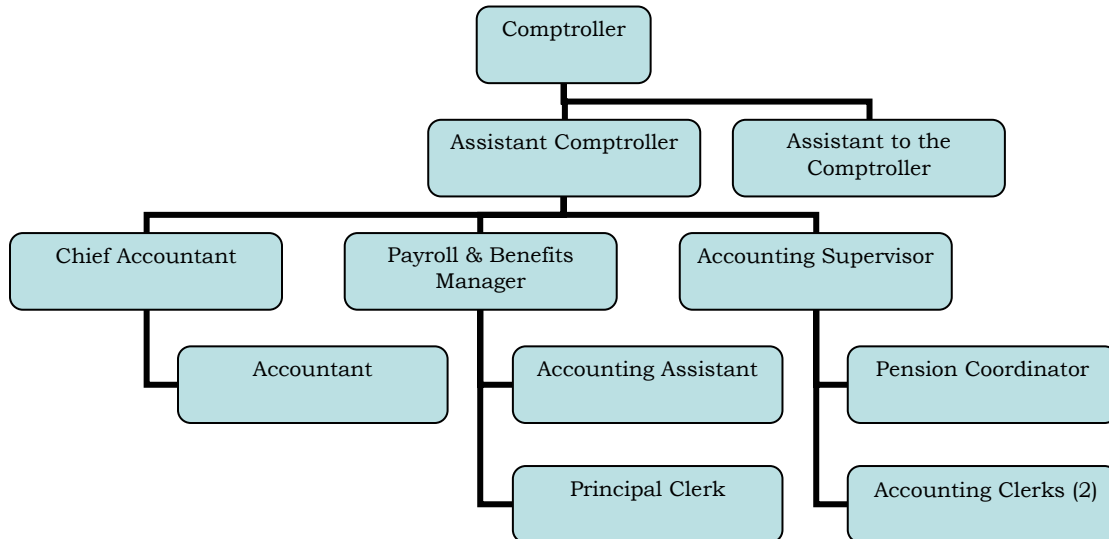 Comptroller
Assistant Comptroller
Assistant to the
Comptroller
Chief Accountant
Payroll & Benefits
Manager
Accounting Supervisor
Accountant
Accounting Assistant
Pension Coordinator
Principal Clerk
Accounting Clerks (2)